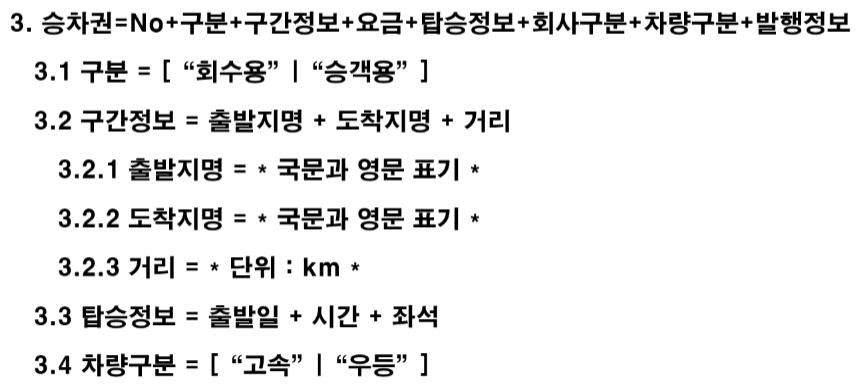 3. 승차권=No+구분+구간정보+요금+탑승정보+회사구분+차량구분+발행정보
3.1 구분 = [ “회수용” | “승객용” ]
3.2 구간정보 = 출발지명 + 도착지명 + 거리
3.2.1 출발지명 = * 국문과 영문 표기 *
3.2.2 도착지명 = * 국문과 영문 표기 *
3.2.3 거리 = * 단위 : km *
3.3 탑승정보 = 출발일 + 시간 + 좌석
3.4 차량구분 = [ “고속” | “우등” ]